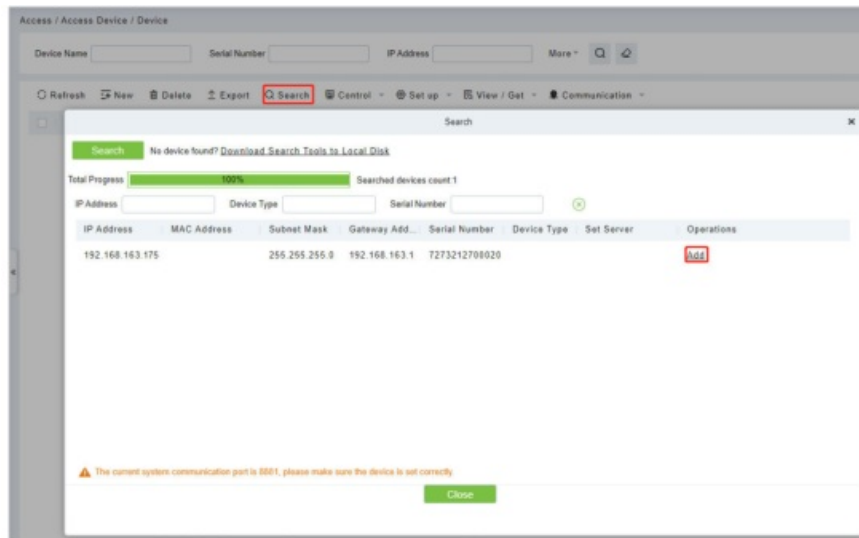 Access / Access Device / Device
Device Name Serial Number IP Address More
Refresh New Delete Export Search Control Set up View / Get Communication
Search
Search No device found? Download Search Tools to Local Disk
Total Progress 100% Searched devices count:1
IP Address Device Type Serial Number
IP Address MAC Address Subnet Mask Gateway Add... Serial Number Device Type Set Server Operations
192.168.163.175 255.255.255.0 192.168.163.1 7273212700020 Add
The current system communication port is 8881, please make sure the device is set correctly.
Close